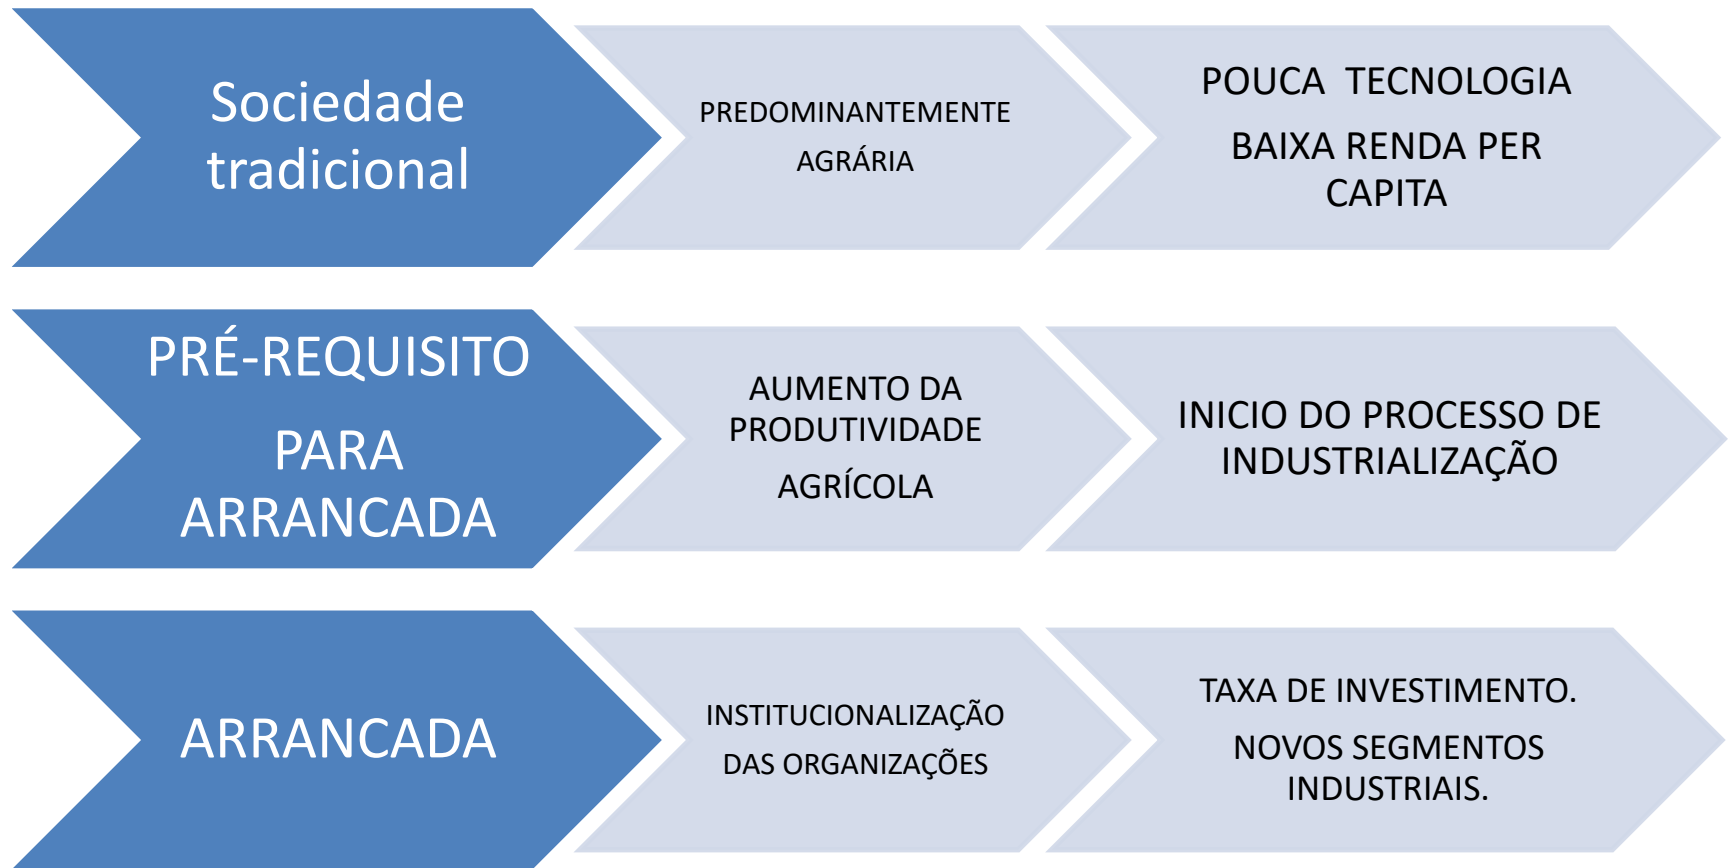 Sociedade
tradicional
PREDOMINANTEMENTE
AGRÁRIA
POUCA TECNOLOGIA
BAIXA RENDA PER
CAPITA
PRÉ-REQUISITO
PARA
ARRANCADA
AUMENTO DA
PRODUTIVIDADE
AGRÍCOLA
INICIO DO PROCESSO DE
INDUSTRIALIZAÇÃO
ARRANCADA
INSTITUCIONALIZAÇÃO
DAS ORGANIZAÇÕES
TAXA DE INVESTIMENTO.
NOVOS SEGMENTOS
INDUSTRIAIS.